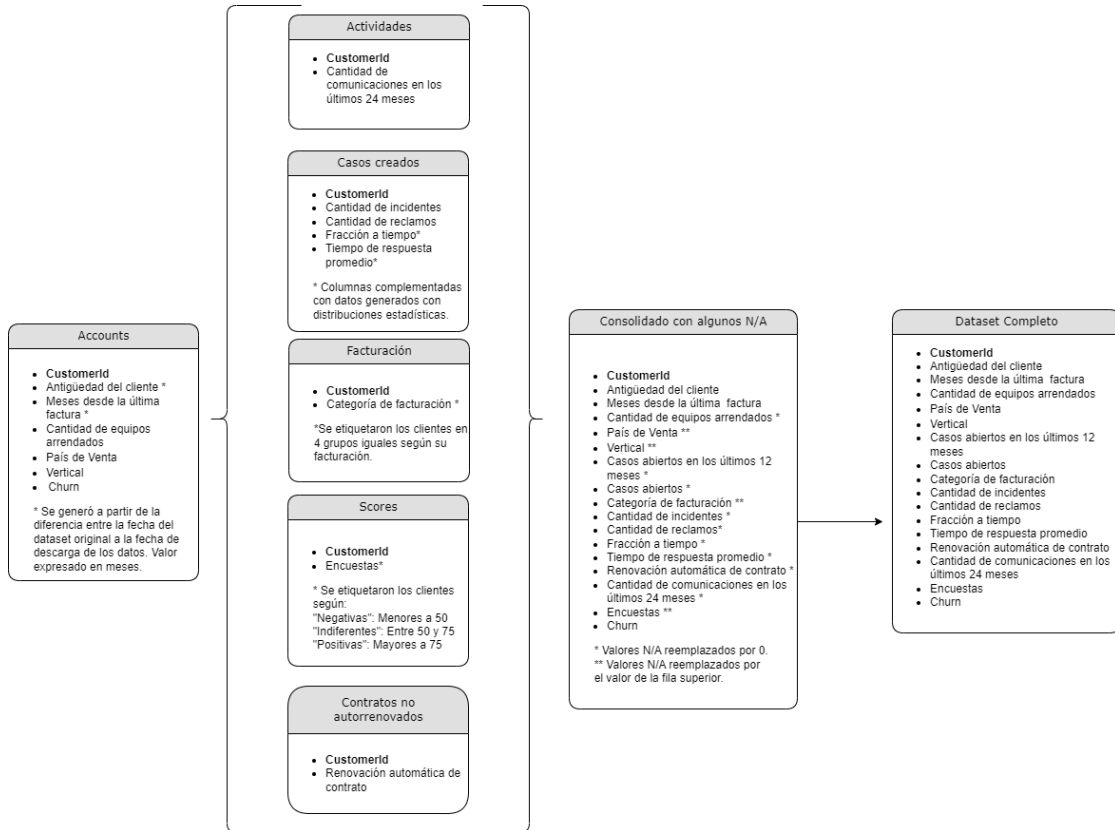 Actividades
CustomerId
Cantidad de
comunicaciones en los
últimos 24 meses
Casos creados
CustomerId
Cantidad de incidentes
Cantidad de reclamos
Fracción a tiempo*
Tiempo de respuesta
promedio*
* Columnas complementadas
con datos generados con
distribuciones estadísticas.
Accounts
CustomerId
Antigüedad del cliente *
Meses desde la última
factura *
Cantidad de equipos
arrendados
País de Venta
Vertical
Churn
* Se generó a partir de la
diferencia entre la fecha del
dataset original a la fecha de
descarga de los datos. Valor
expresado en meses.
Facturación
CustomerId
Categoría de facturación *
*Se etiquetaron los clientes en
4 grupos iguales según su
facturación.
Scores
CustomerId
Encuestas*
* Se etiquetaron los clientes
según:
"Negativas": Menores a 50
"Indiferentes": Entre 50 y 75
"Positivas": Mayores a 75
Contratos no
autorrenovados
CustomerId
Renovación automática de
contrato
Consolidado con algunos N/A
CustomerId
Antigüedad del cliente
Meses desde la última factura
Cantidad de equipos arrendados *
País de Venta **
Vertical **
Casos abiertos en los últimos 12
meses *
Casos abiertos *
Categoría de facturación **
Cantidad de incidentes *
Cantidad de reclamos*
Fracción a tiempo *
Tiempo de respuesta promedio *
Renovación automática de contrato *
Cantidad de comunicaciones en los
últimos 24 meses *
Encuestas **
Churn
* Valores N/A reemplazados por 0.
** Valores N/A reemplazados por
el valor de la fila superior.
Dataset Completo
CustomerId
Antigüedad del cliente
Meses desde la última factura
Cantidad de equipos arrendados
País de Venta
Vertical
Casos abiertos en los últimos 12
meses
Casos abiertos
Categoría de facturación
Cantidad de incidentes
Cantidad de reclamos
Fracción a tiempo
Tiempo de respuesta promedio
Renovación automática de contrato
Cantidad de comunicaciones en los
últimos 24 meses
Encuestas
Churn